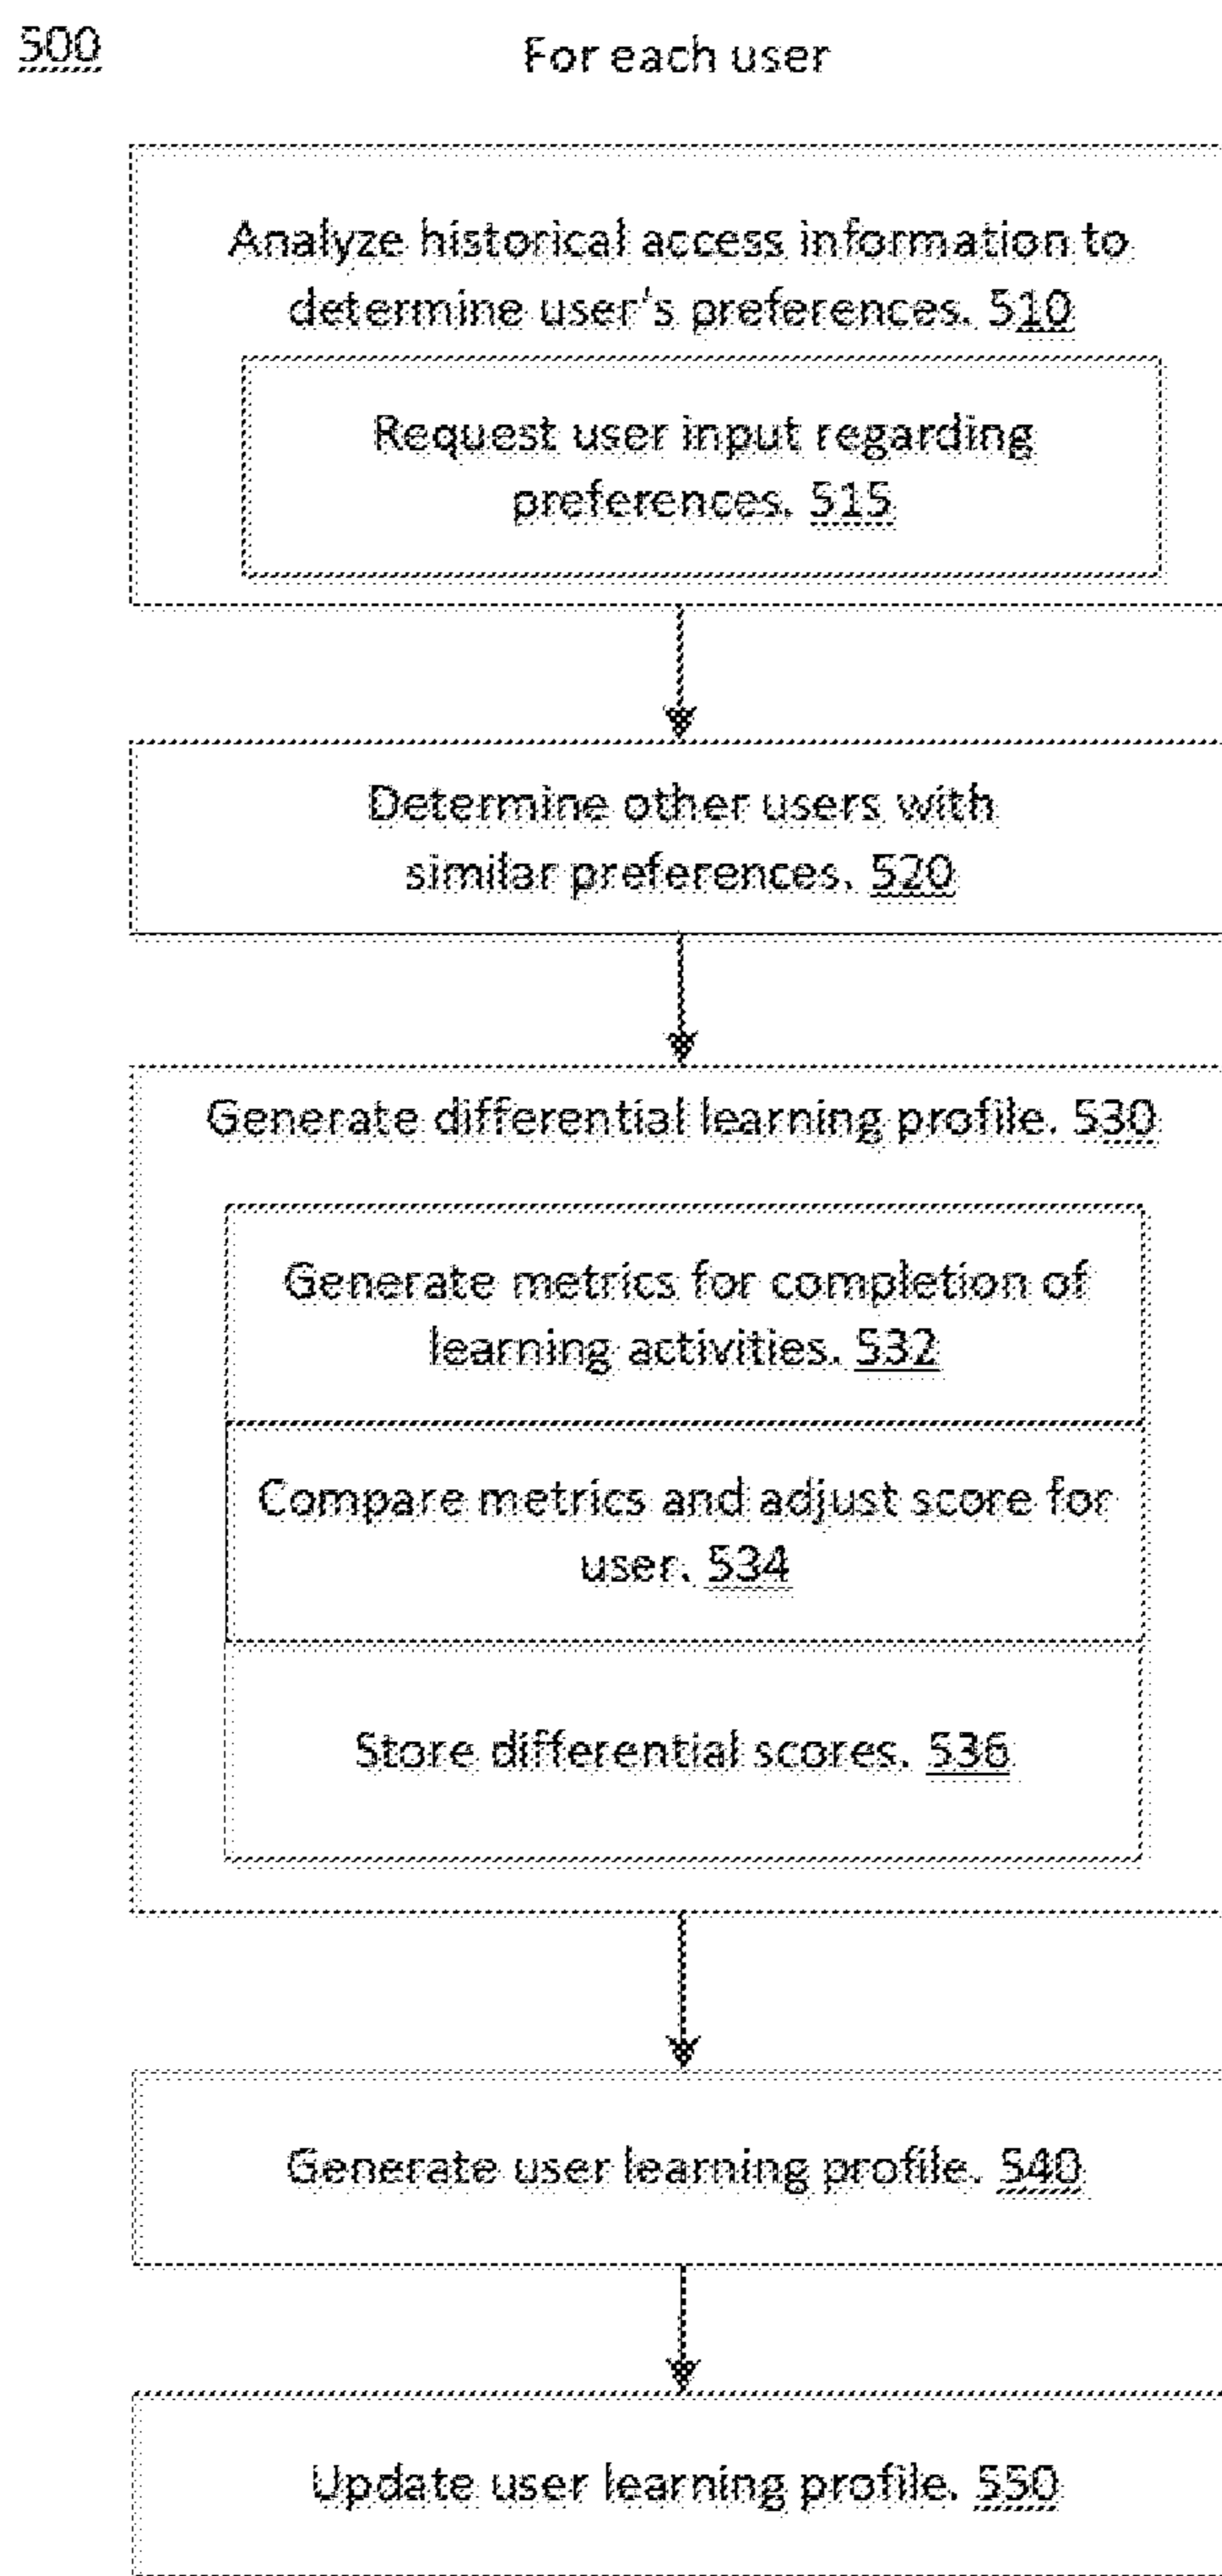 500
For each user
Analyze historical access information to
determine user's preferences. 510
Request user input regarding
preferences. 515
Determine other users with
similar preferences. 520
Generate differential learning profile. 530
Generate metrics for completion of
learning activities. 532
Compare metrics and adjust score for
user. 534
Store differential scores. 536
Generate user learning profile. 540
Update user learning profile. 550